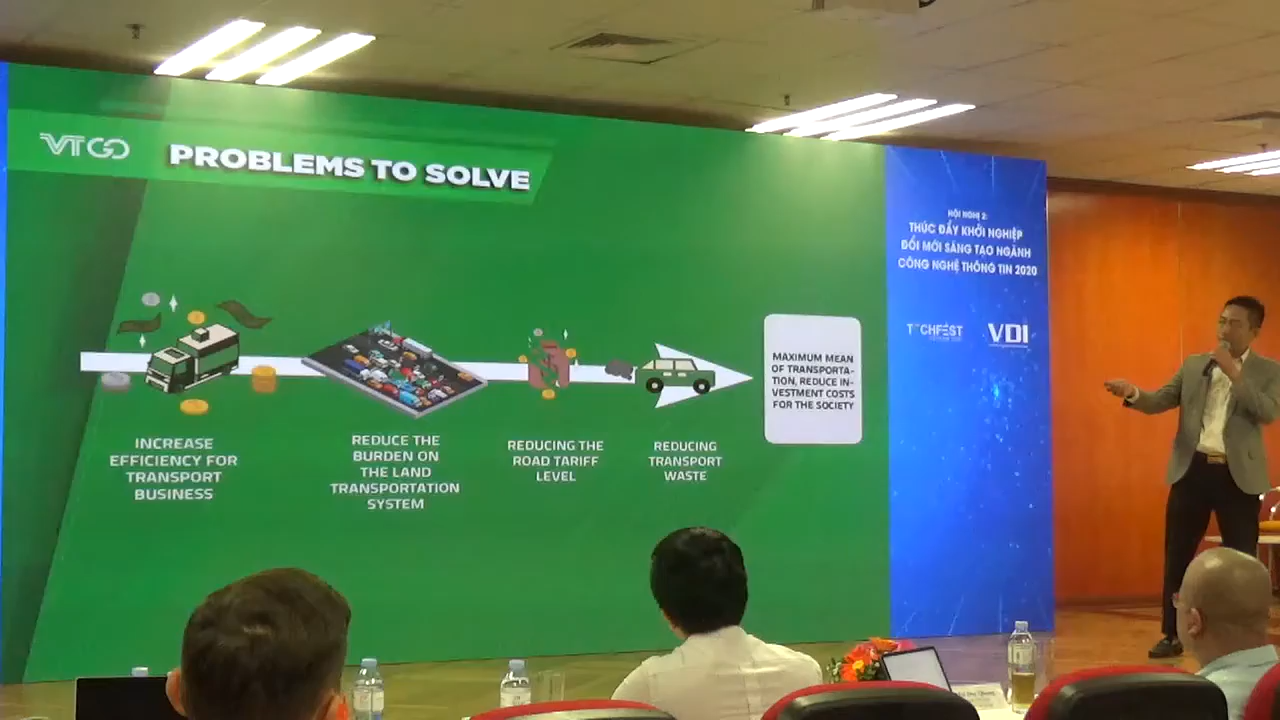 VTGO
PROBLEMS TO SOLVE
INCREASE
EFFICIENCY FOR
TRANSPORT
BUSINESS
REDUCE THE
BURDEN ON
THE LAND
TRANSPORTATION
SYSTEM
REDUCING THE
ROAD TARIFF
LEVEL
REDUCING
TRANSPORT
WASTE
MAXIMUM MEAN
OF TRANSPORTA-
TION, REDUCE IN-
VESTMENT COSTS
FOR THE SOCIETY
HỘI NGHỊ 2:
THÚC ĐẨY KHỞI NGHIỆP
ĐỔI MỚI SÁNG TẠO NGÀNH
CÔNG NGHỆ THÔNG TIN 2020
TECHFEST
VDI